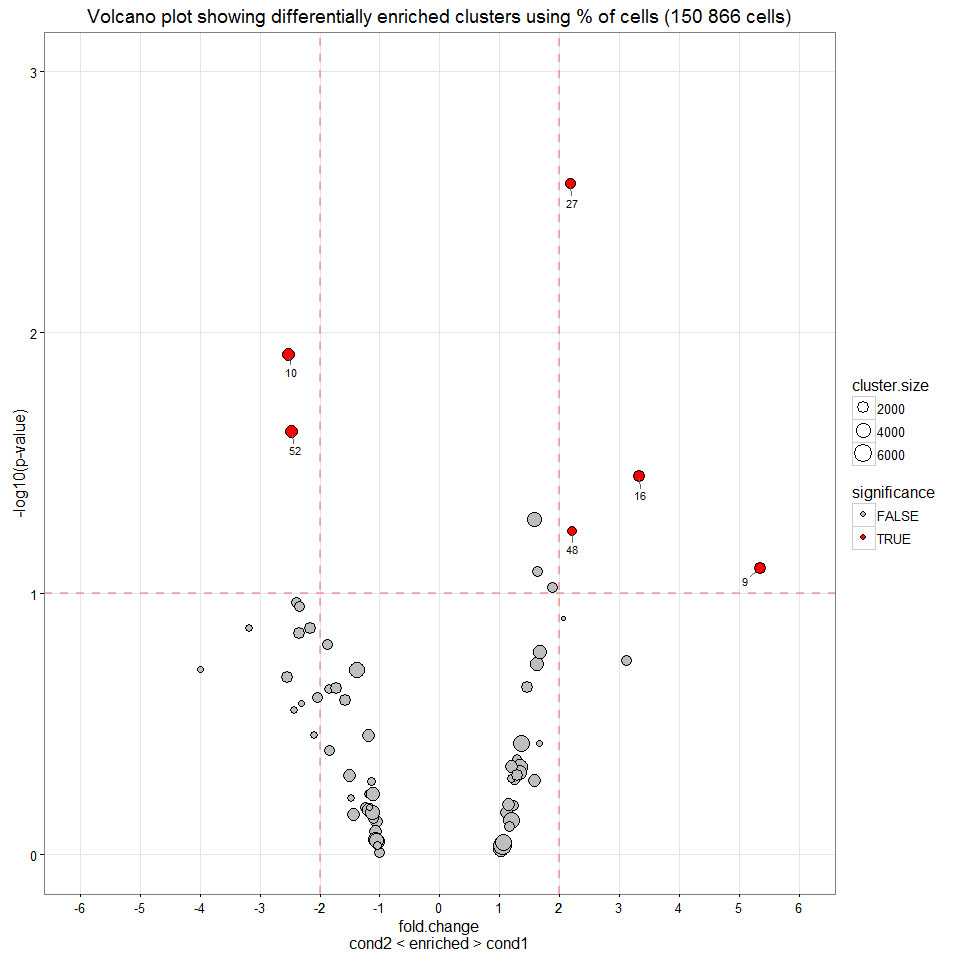 Volcano plot showing differentially enriched clusters using % of cells (150 866 cells)
3
2
1
0
-log10(p-value)
27
10
52
16
48
9
-6 -5 -4 -3 -2 -1 0 1 2 3 4 5 6
fold.change
cond2 < enriched > cond1
cluster.size
2000
4000
6000
significance
FALSE
TRUE